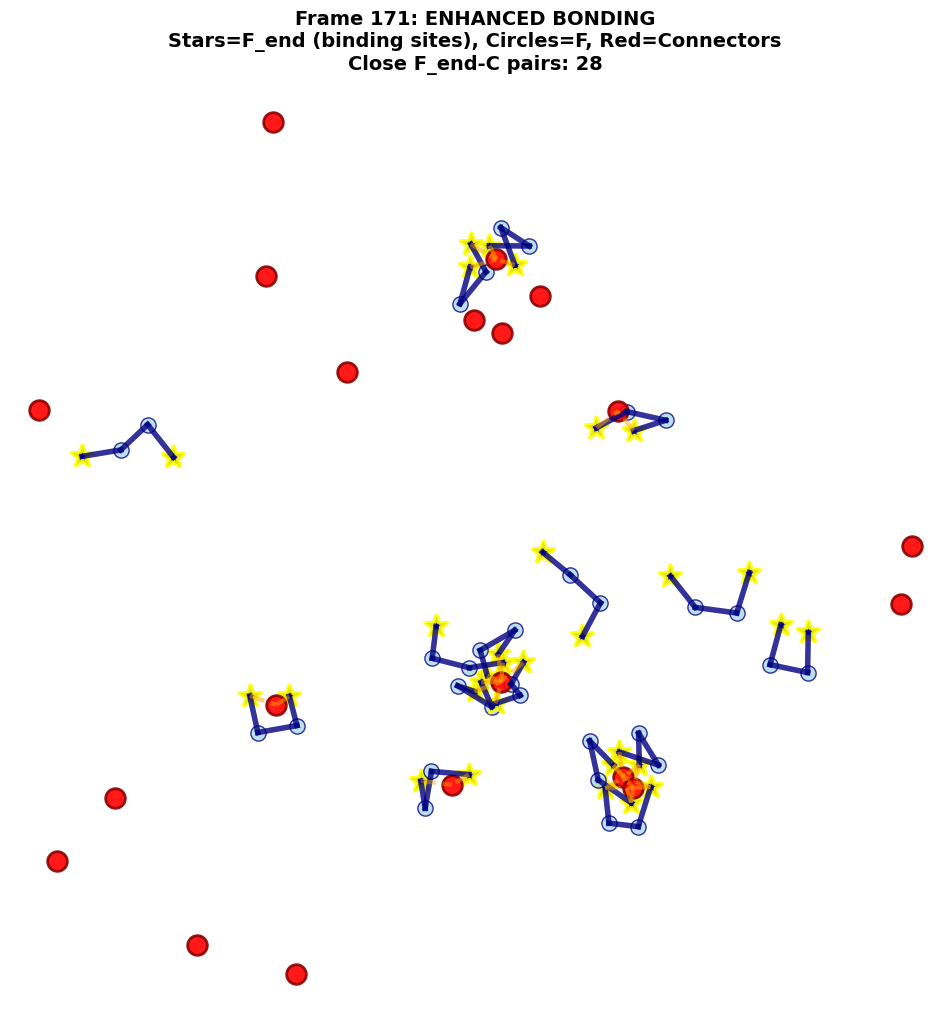 Frame 171: ENHANCED BONDING
Stars=F_end (binding sites), Circles=F, Red=Connectors
Close F_end-C pairs: 28